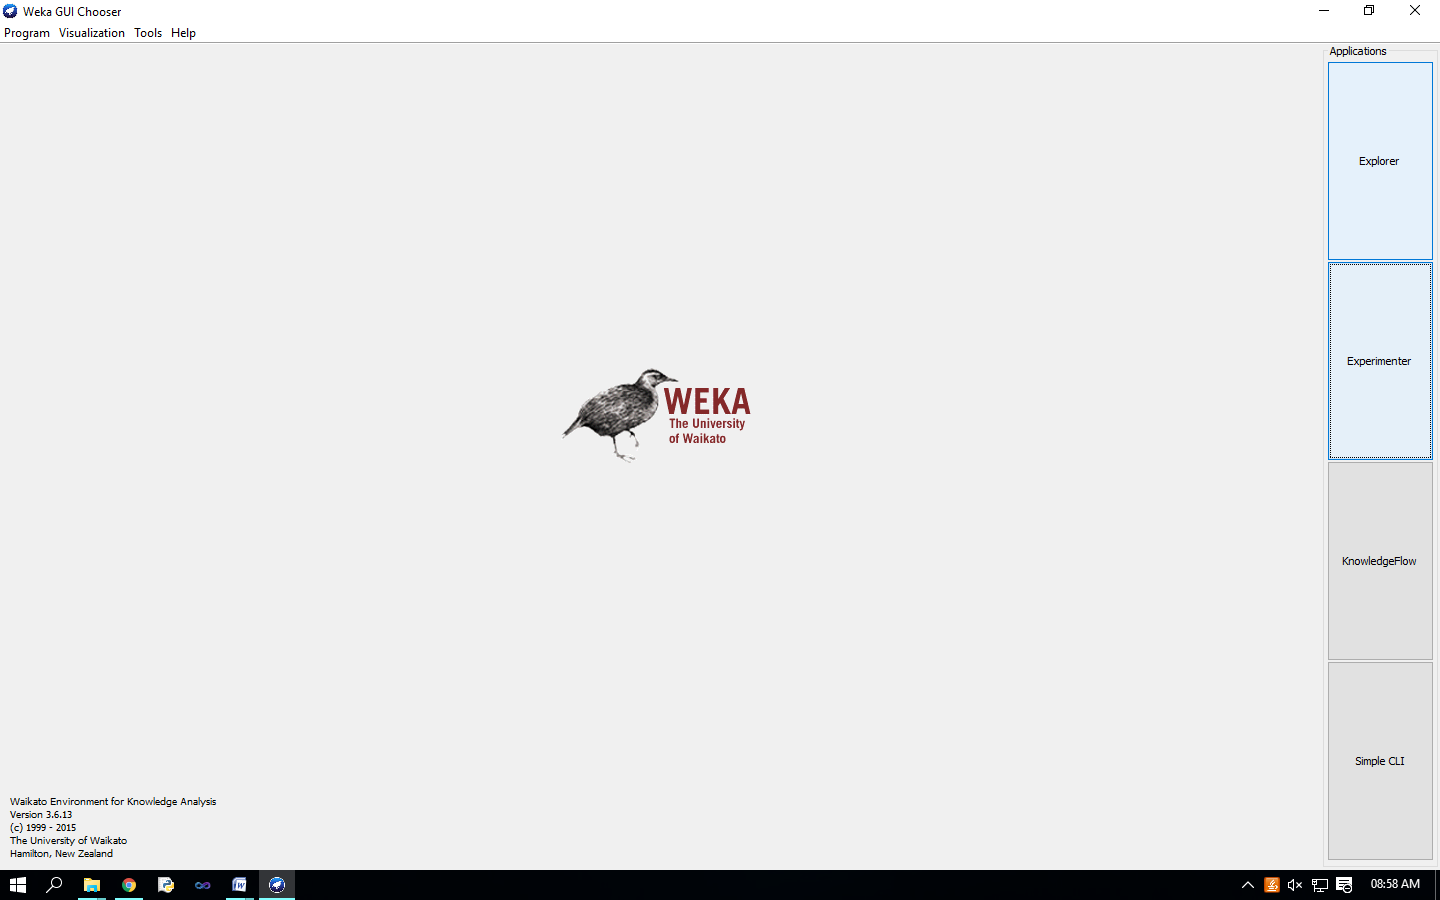 Weka GUI Chooser
Program Visualization Tools Help
Applications
Explorer
Experimenter
KnowledgeFlow
Simple CLI
WEKA
The University
of Waikato
Waikato Environment for Knowledge Analysis
Version 3.6.13
(c) 1999 - 2015
The University of Waikato
Hamilton, New Zealand
08:58 AM